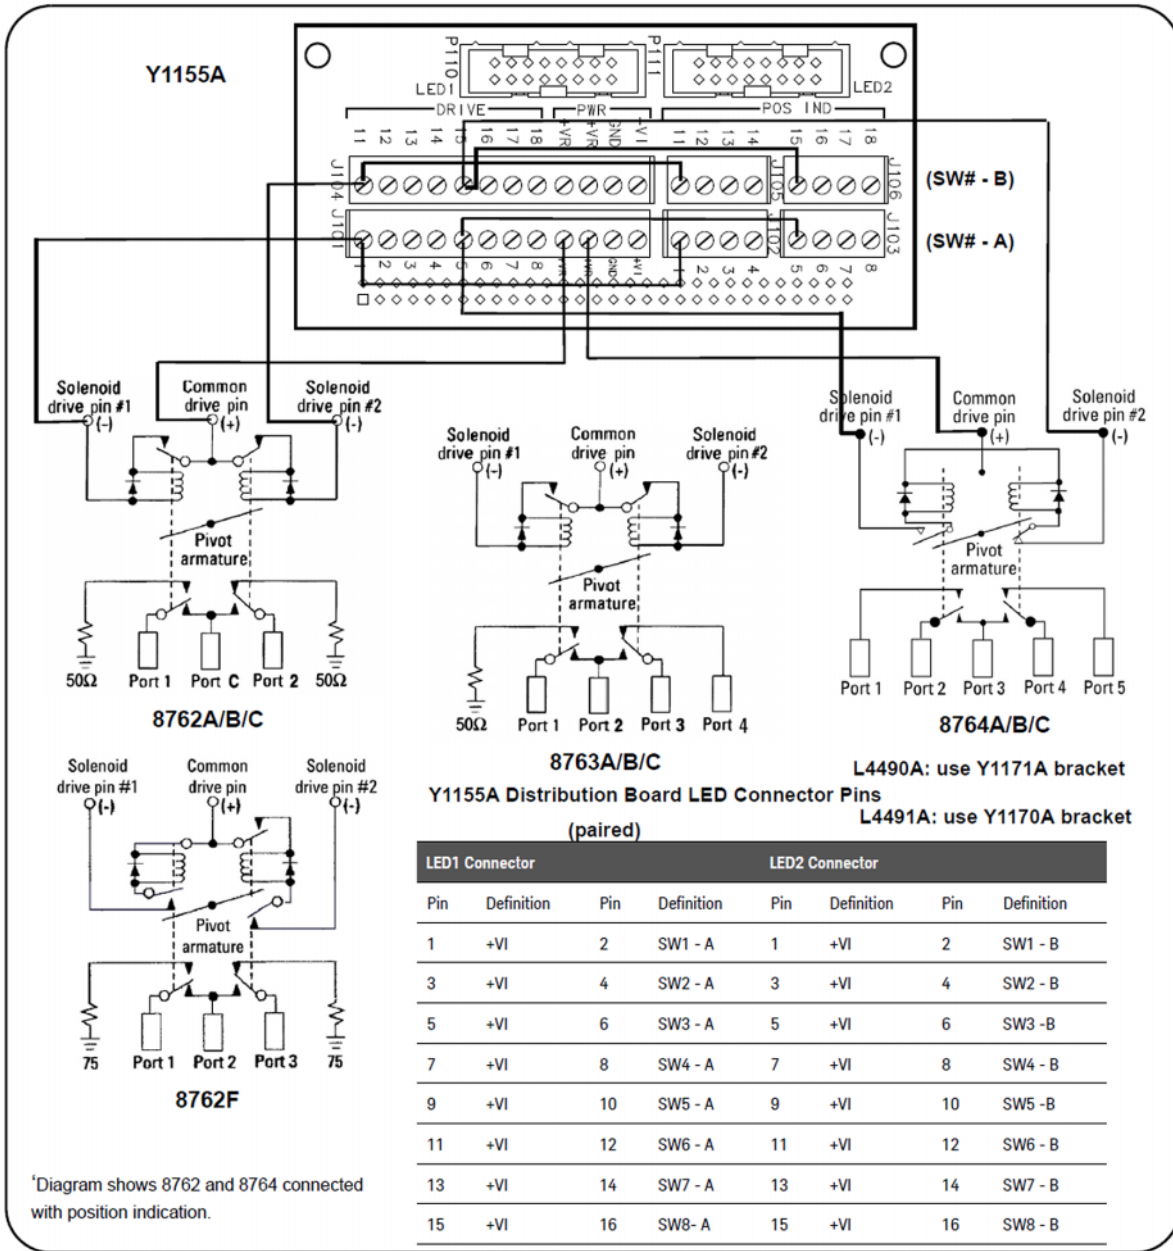 Y1155A
P110
P111
LED1
LED2
DRIVE PWR POS IND
11 12 13 14 15 16 17 18 +VR +VR GND -VI 11 12 13 14 15 16 17 18
J104 J105 J106
(SW# - B)
J101 J102 J103
(SW# - A)
1 2 3 4 5 6 7 8 +VR +VR GND +VI 1 2 3 4 5 6 7 8
Solenoid drive pin #1 (-)
Common drive pin (+)
Solenoid drive pin #2 (-)
Pivot armature
50Ω Port 1 Port C Port 2 50Ω
8762A/B/C
Solenoid drive pin #1 (-)
Common drive pin (+)
Solenoid drive pin #2 (-)
Pivot armature
50Ω Port 1 Port 2 Port 3 Port 4
8763A/B/C
Solenoid drive pin #1 (-)
Common drive pin (+)
Solenoid drive pin #2 (-)
Pivot armature
Port 1 Port 2 Port 3 Port 4 Port 5
8764A/B/C
L4490A: use Y1171A bracket
L4491A: use Y1170A bracket
Solenoid drive pin #1 (-)
Common drive pin (+)
Solenoid drive pin #2 (-)
Pivot armature
75 Port 1 Port 2 Port 3 75
8762F
Y1155A Distribution Board LED Connector Pins
(paired)
LED1 Connector LED2 Connector
Pin Definition Pin Definition Pin Definition Pin Definition
1 +VI 2 SW1 - A 1 +VI 2 SW1 - B
3 +VI 4 SW2 - A 3 +VI 4 SW2 - B
5 +VI 6 SW3 - A 5 +VI 6 SW3 -B
7 +VI 8 SW4 - A 7 +VI 8 SW4 - B
9 +VI 10 SW5 - A 9 +VI 10 SW5 -B
11 +VI 12 SW6 - A 11 +VI 12 SW6 - B
13 +VI 14 SW7 - A 13 +VI 14 SW7 - B
15 +VI 16 SW8- A 15 +VI 16 SW8 - B
'Diagram shows 8762 and 8764 connected
with position indication.